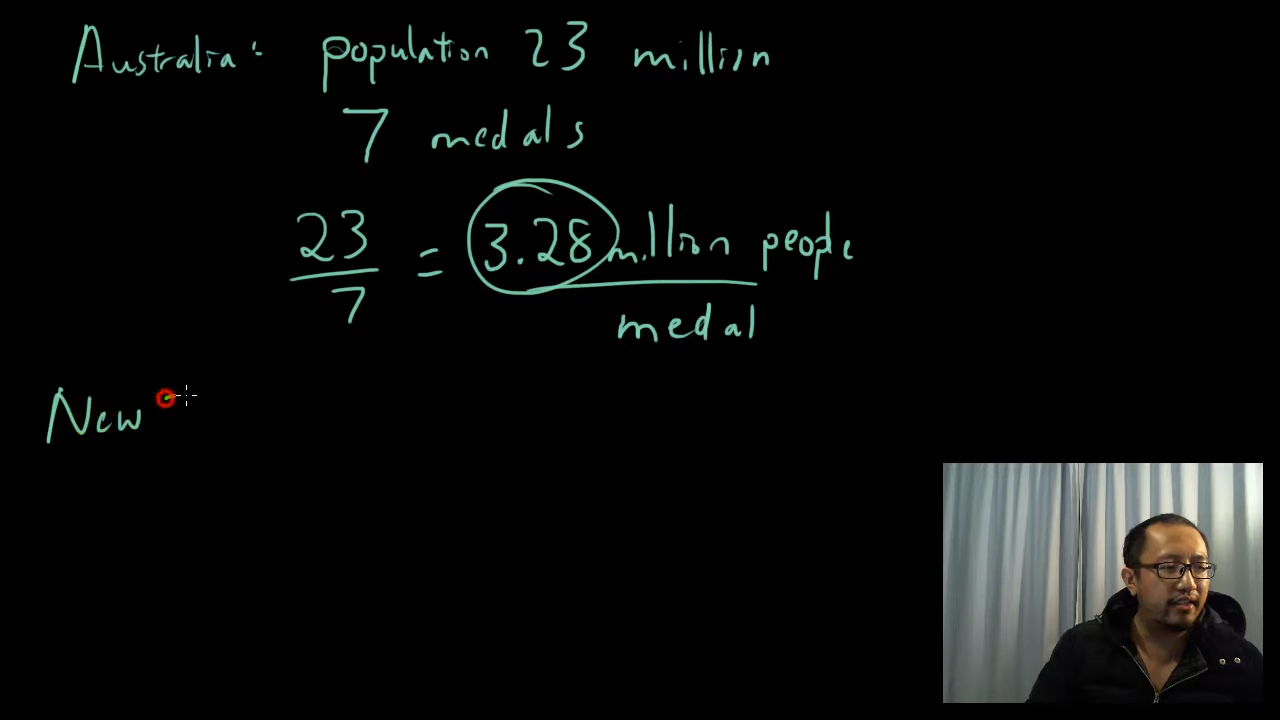 Australia: population 23 million
7 medals
23/7 = 3.28 million people / medal
New